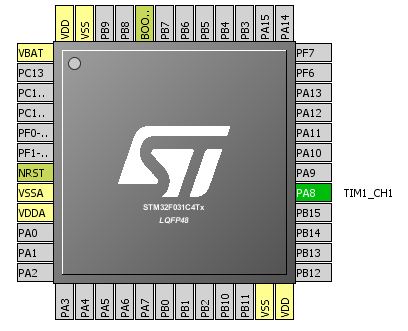 VDD
VSS
PB9
PB8
BOO..
PB7
PB6
PB5
PB4
PB3
PA15
PA14
VBAT
PC13
PC1..
PC1..
PF0-..
PF1-..
NRST
VSSA
VDDA
PA0
PA1
PA2
ST
STM32F031C4Tx
LQFP48
PF7
PF6
PA13
PA12
PA11
PA10
PA9
PA8 TIM1_CH1
PB15
PB14
PB13
PB12
PA3
PA4
PA5
PA6
PA7
PB0
PB1
PB2
PB10
PB11
VSS
VDD